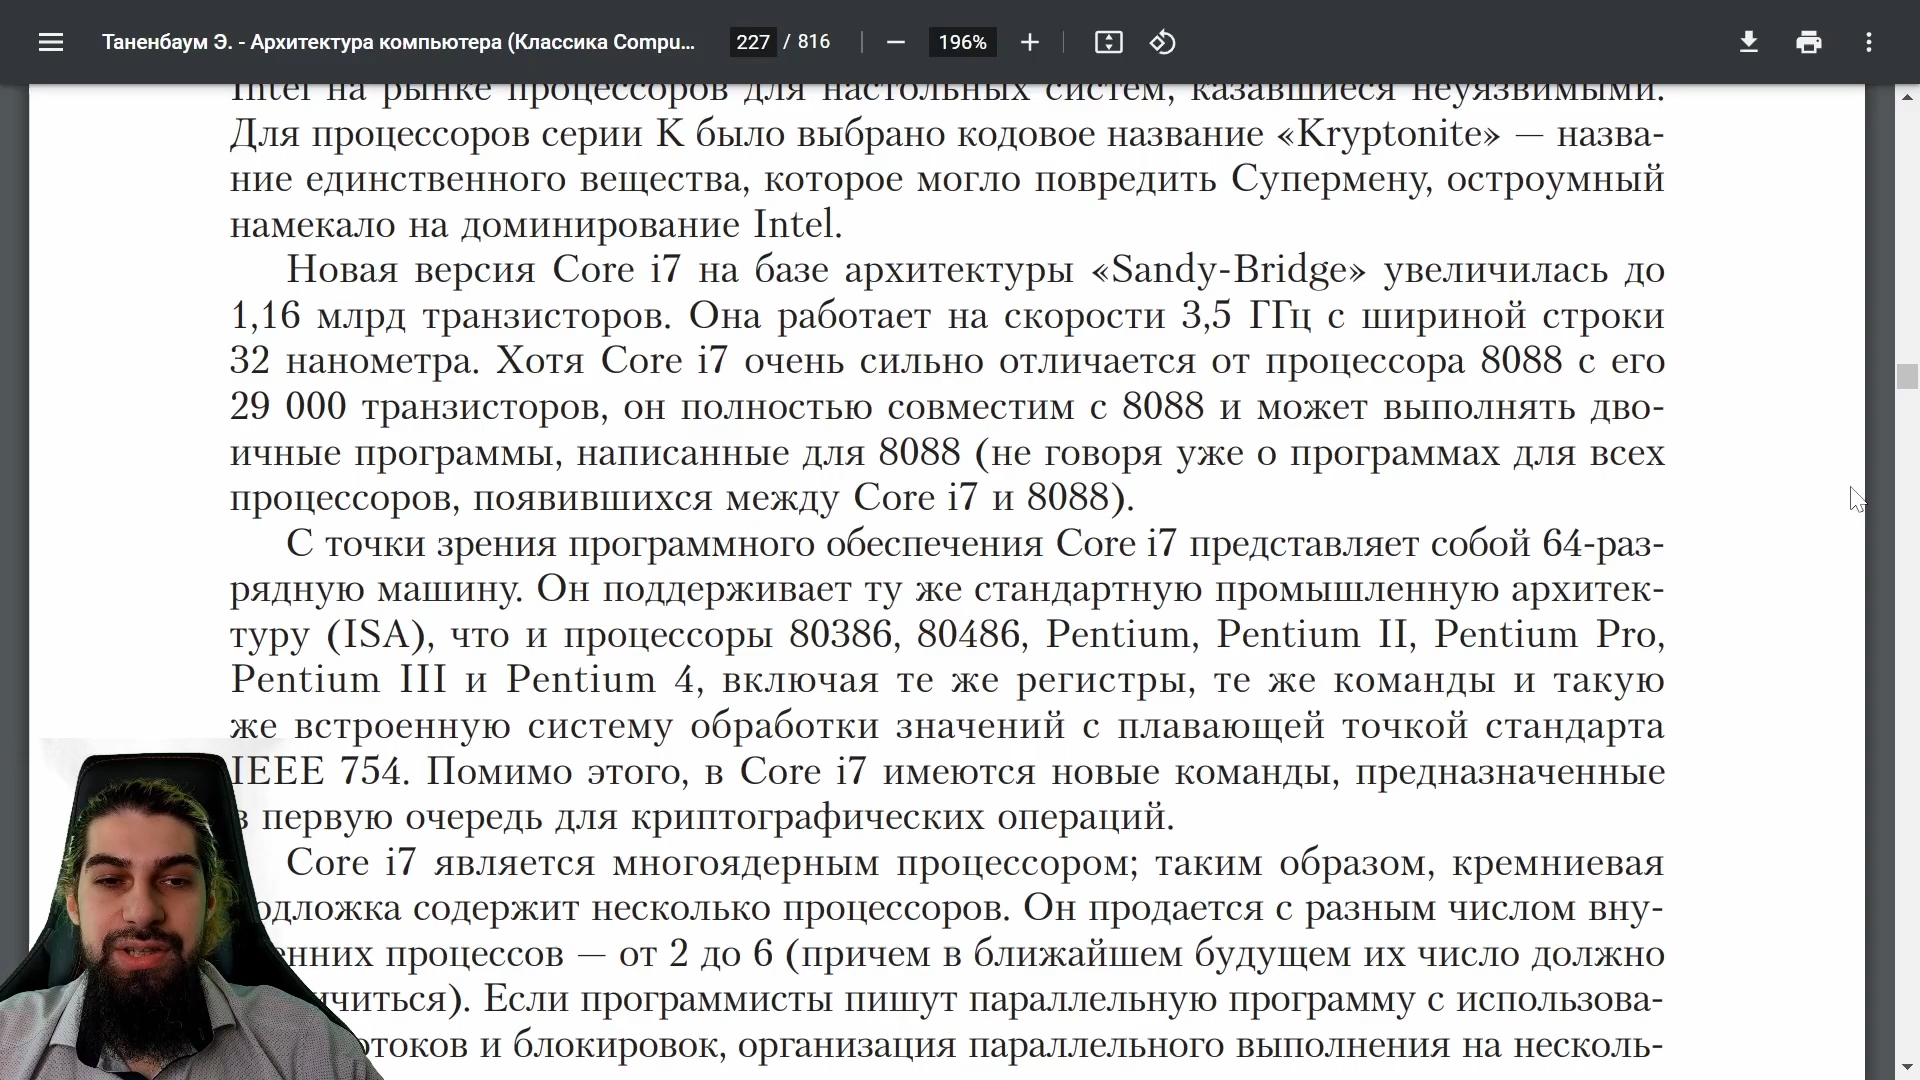 Таненбаум Э. - Архитектура компьютера (Классика Compu...
227 / 816
196%
Intel на рынке процессоров для настольных систем, казавшиеся неуязвимыми.
Для процессоров серии K было выбрано кодовое название «Kryptonite» — назва-
ние единственного вещества, которое могло повредить Супермену, остроумный
намекало на доминирование Intel.
Новая версия Core i7 на базе архитектуры «Sandy-Bridge» увеличилась до
1,16 млрд транзисторов. Она работает на скорости 3,5 ГГц с шириной строки
32 нанометра. Хотя Core i7 очень сильно отличается от процессора 8088 с его
29 000 транзисторов, он полностью совместим с 8088 и может выполнять дво-
ичные программы, написанные для 8088 (не говоря уже о программах для всех
процессоров, появившихся между Core i7 и 8088).
С точки зрения программного обеспечения Core i7 представляет собой 64-раз-
рядную машину. Он поддерживает ту же стандартную промышленную архитек-
туру (ISA), что и процессоры 80386, 80486, Pentium, Pentium II, Pentium Pro,
Pentium III и Pentium 4, включая те же регистры, те же команды и такую
же встроенную систему обработки значений с плавающей точкой стандарта
IEEE 754. Помимо этого, в Core i7 имеются новые команды, предназначенные
в первую очередь для криптографических операций.
Core i7 является многоядерным процессором; таким образом, кремниевая
одложка содержит несколько процессоров. Он продается с разным числом вну-
енних процессов — от 2 до 6 (причем в ближайшем будущем их число должно
ичиться). Если программисты пишут параллельную программу с использова-
отоков и блокировок, организация параллельного выполнения на несколь-